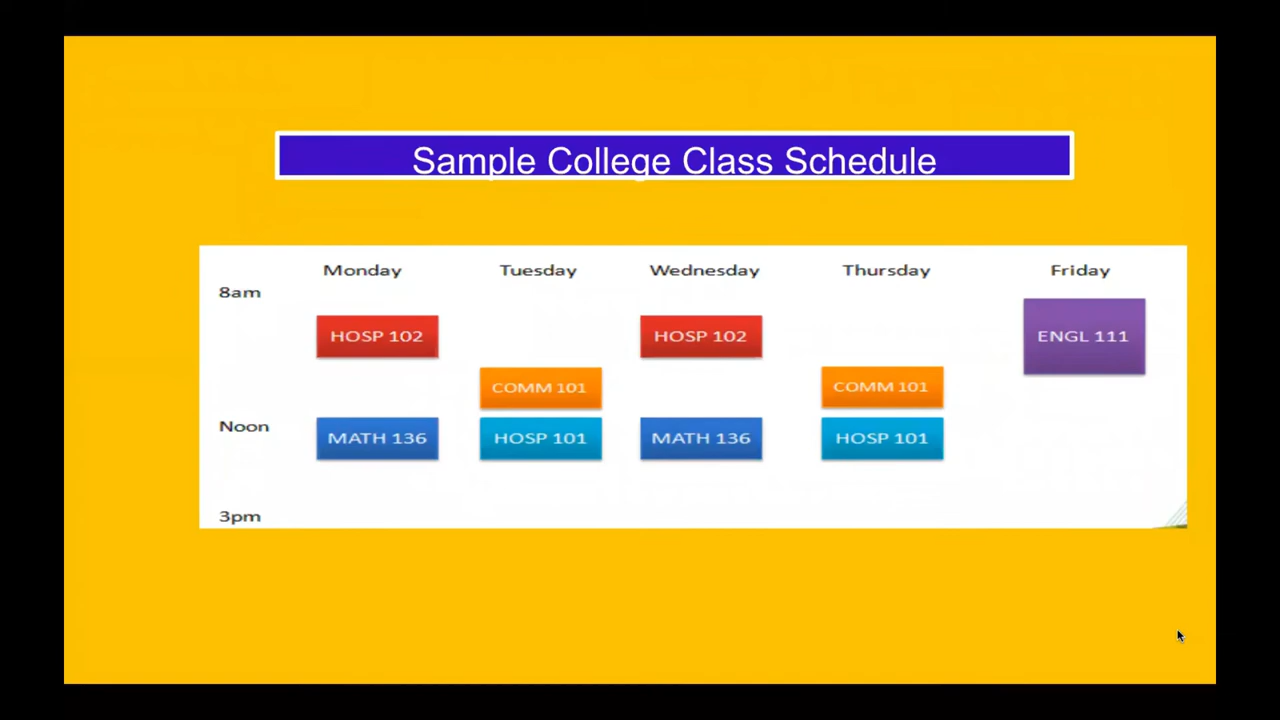 Sample College Class Schedule
Monday Tuesday Wednesday Thursday Friday
8am
HOSP 102 HOSP 102 ENGL 111
COMM 101 COMM 101
Noon
MATH 136 HOSP 101 MATH 136 HOSP 101
3pm